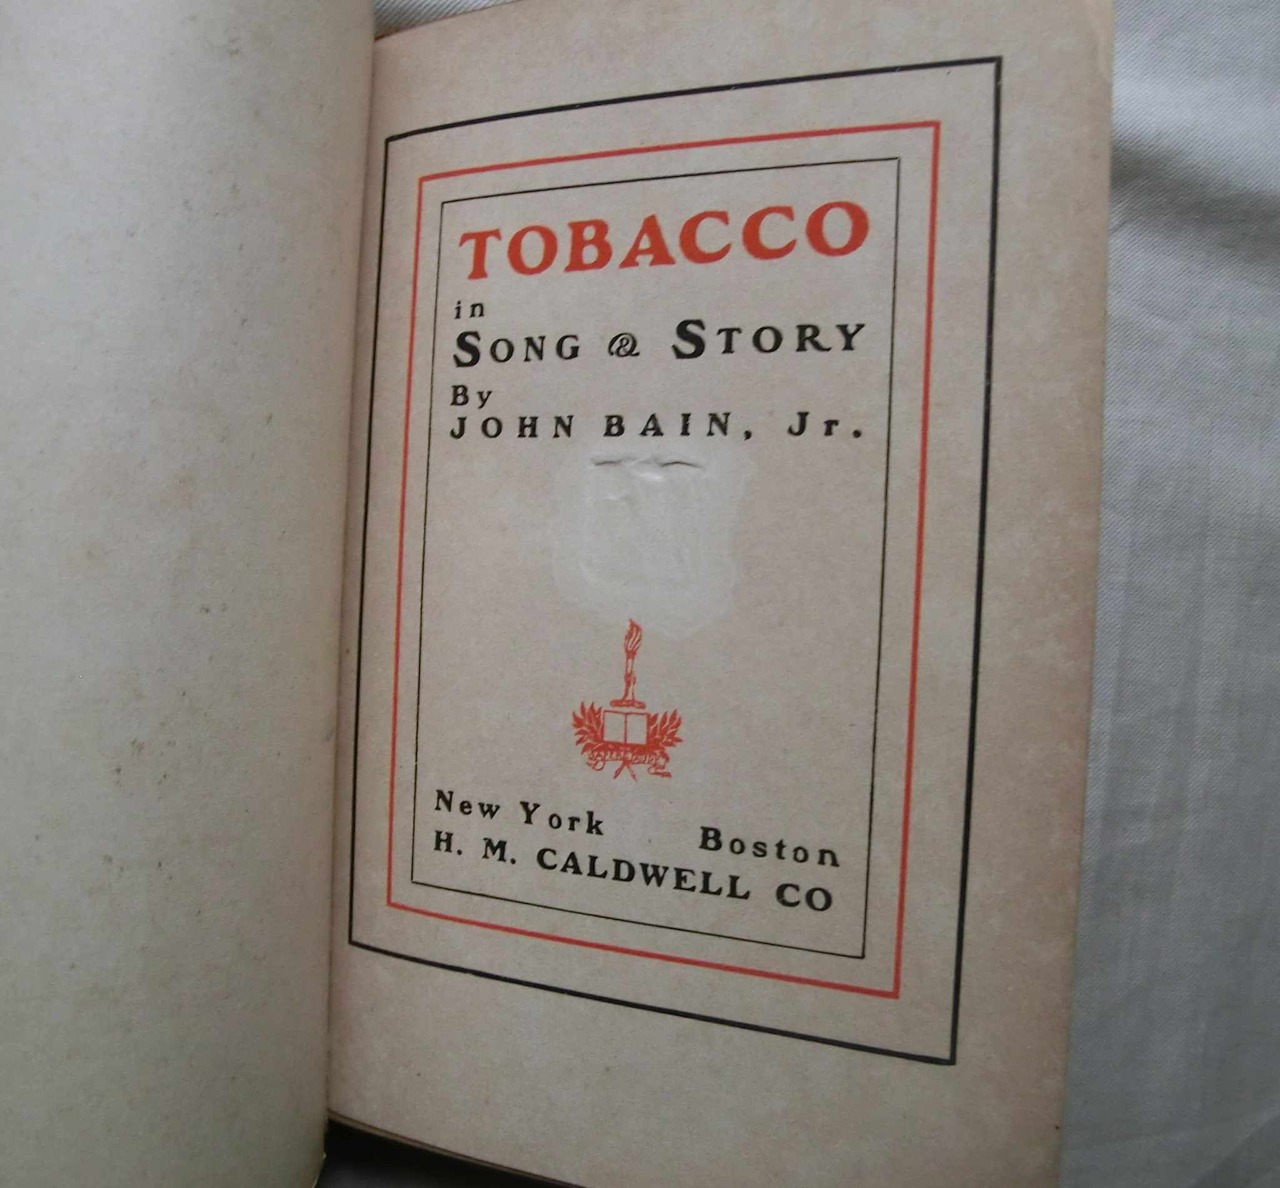 TOBACCO
in
SONG & STORY
By
JOHN BAIN, Jr.
New York Boston
H. M. CALDWELL CO